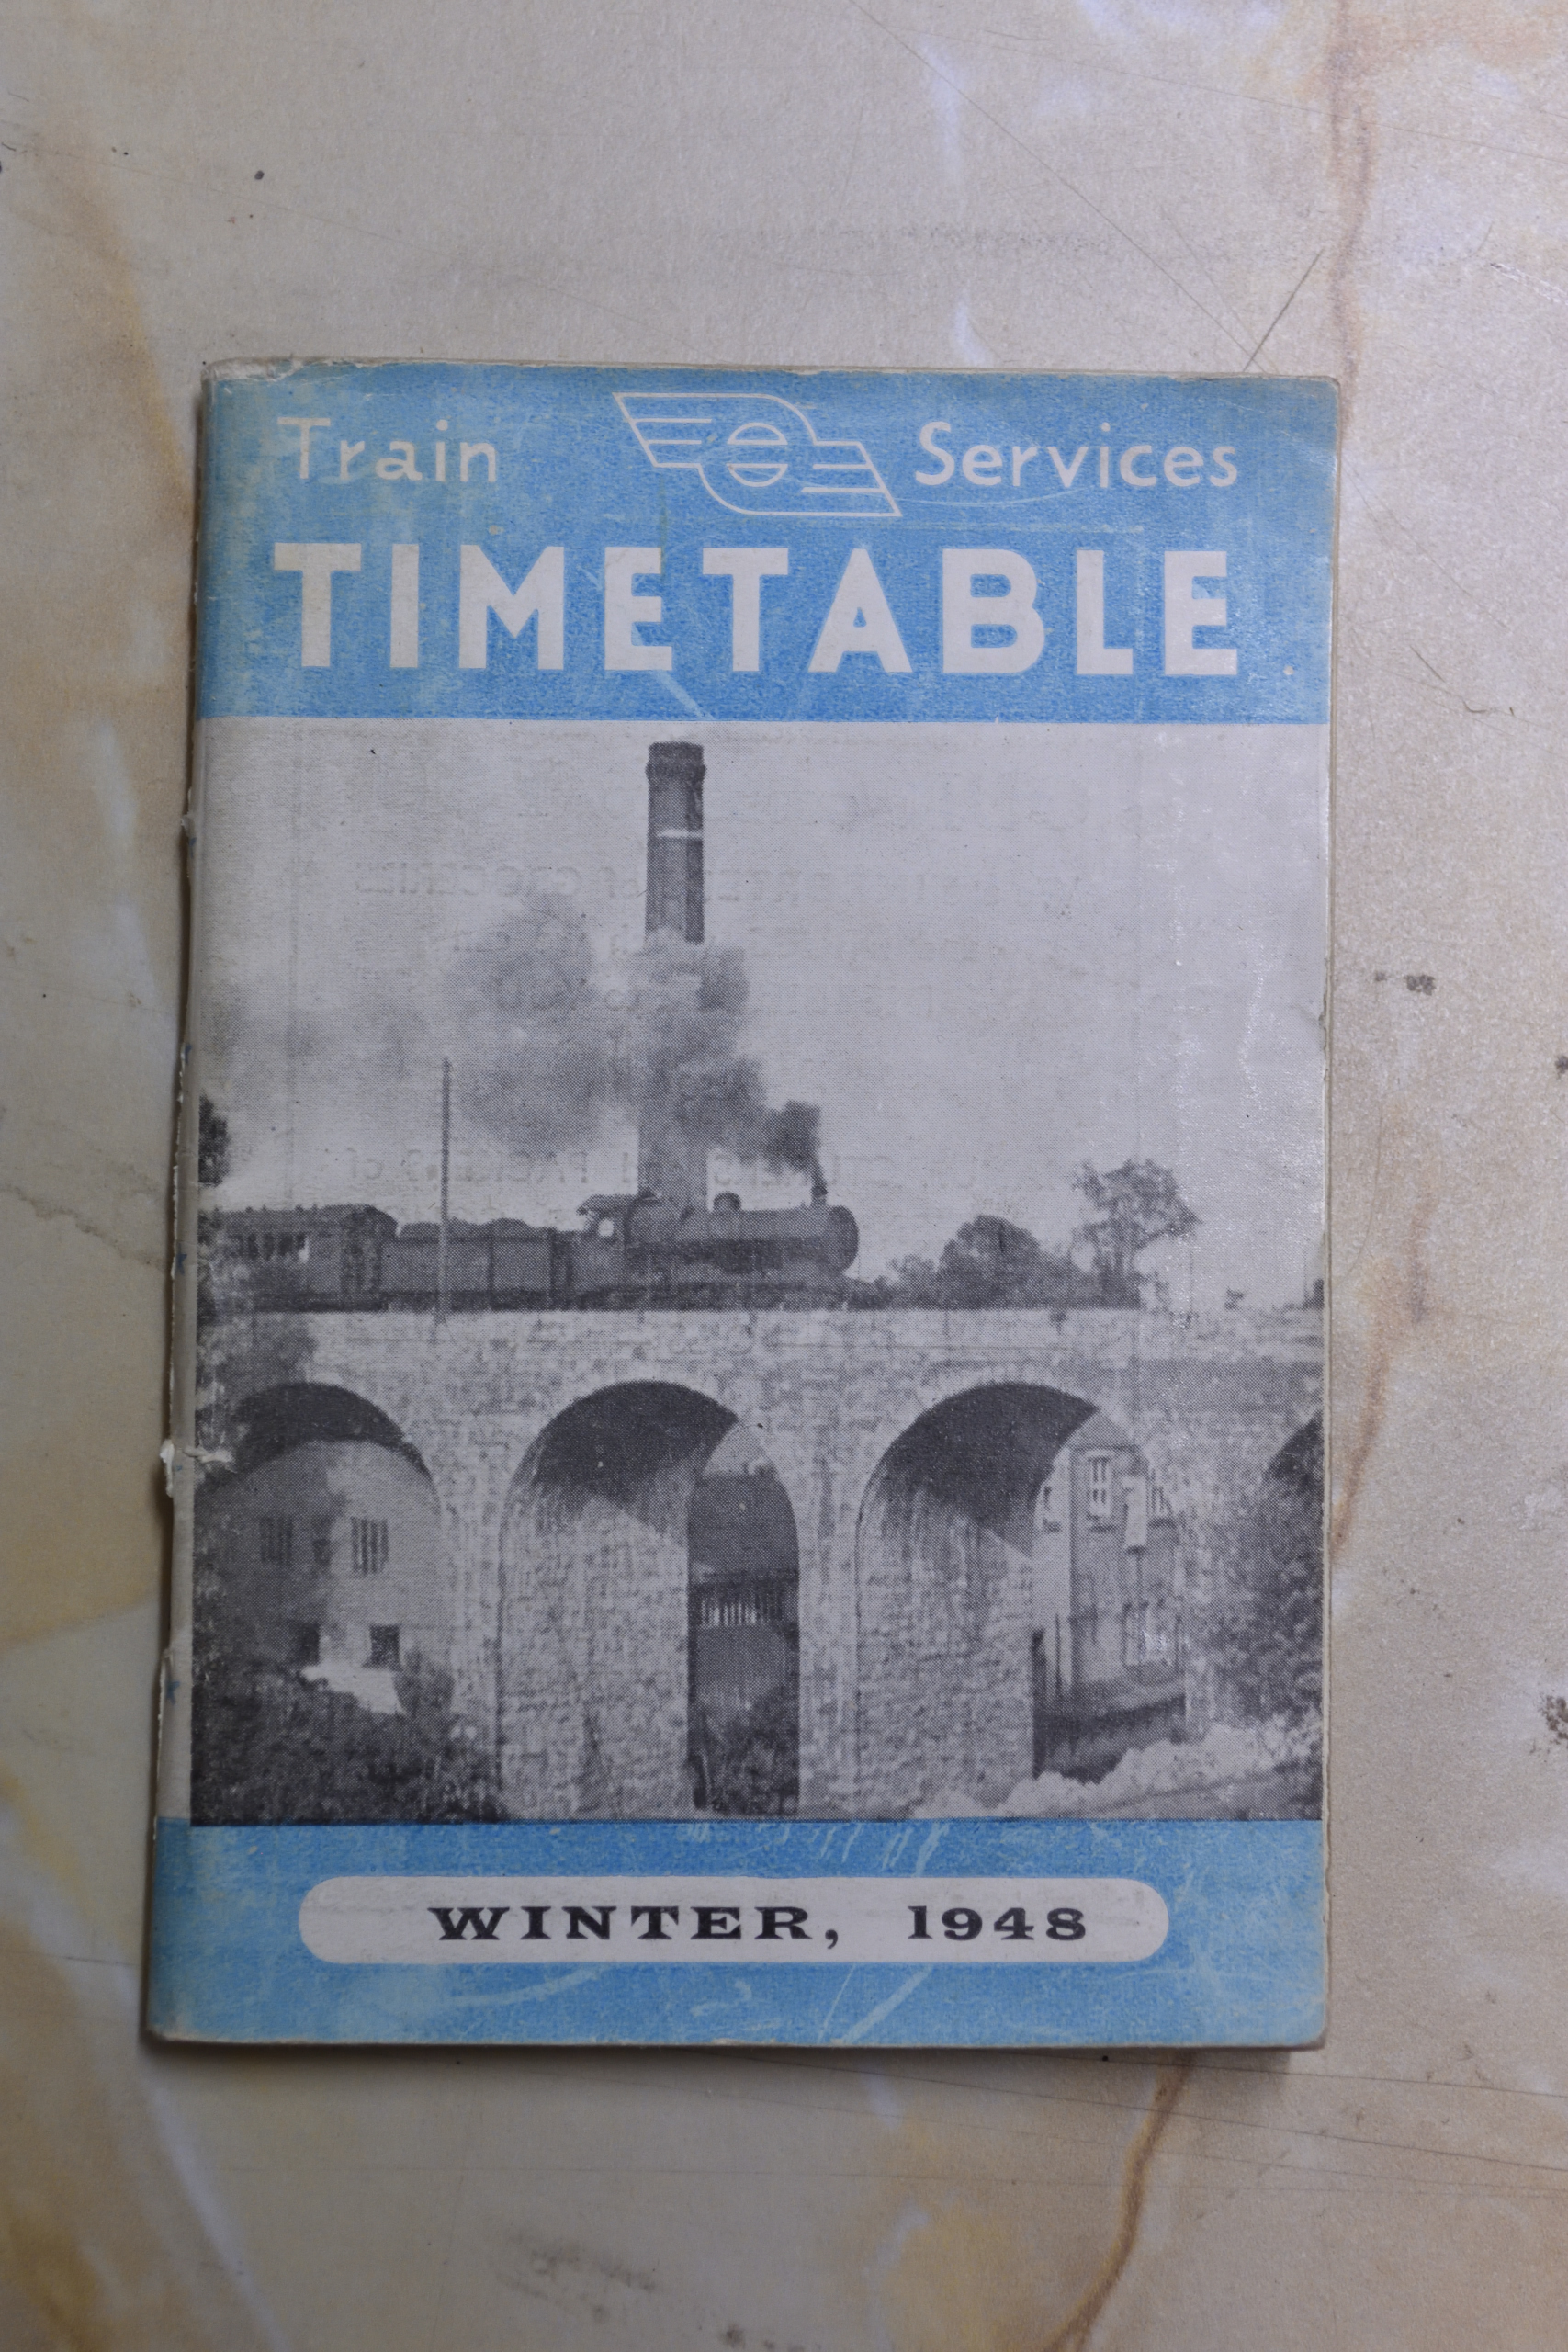 Train Services
TIMETABLE
WINTER, 1948